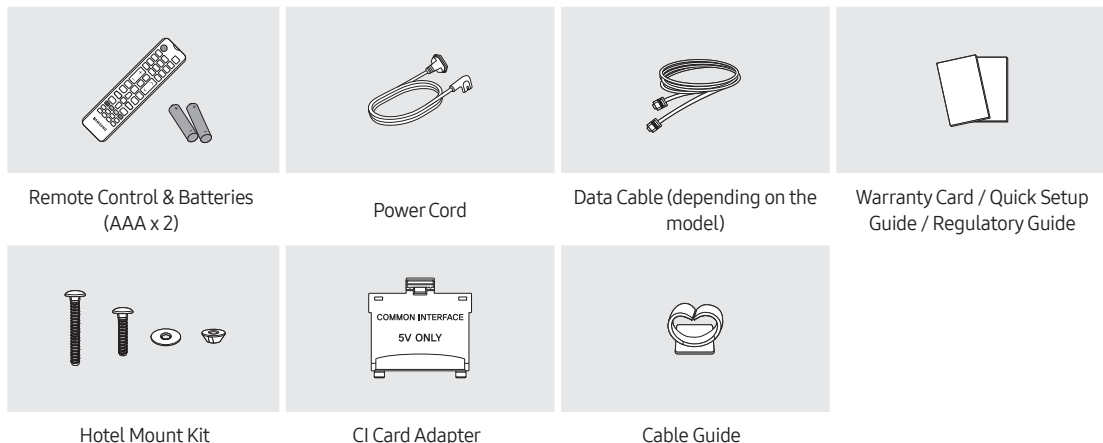 Remote Control & Batteries
(AAA x 2)
Power Cord
Data Cable (depending on the
model)
Warranty Card / Quick Setup
Guide / Regulatory Guide
COMMON INTERFACE
5V ONLY
Hotel Mount Kit
CI Card Adapter
Cable Guide